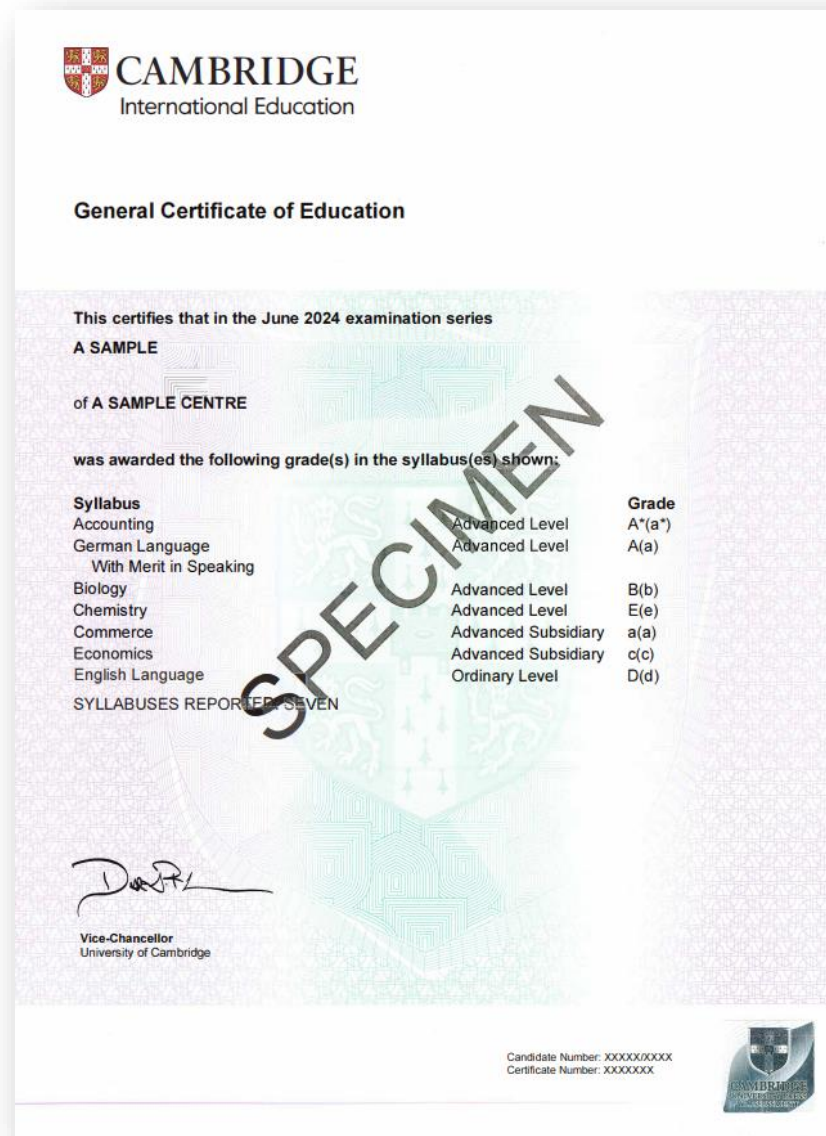 CAMBRIDGE
International Education
General Certificate of Education
This certifies that in the June 2024 examination series
A SAMPLE
of A SAMPLE CENTRE
was awarded the following grade(s) in the syllabus(es) shown:
Syllabus Grade
Accounting Advanced Level A*(a*)
German Language Advanced Level A(a)
With Merit in Speaking
Biology Advanced Level B(b)
Chemistry Advanced Level E(e)
Commerce Advanced Subsidiary a(a)
Economics Advanced Subsidiary c(c)
English Language Ordinary Level D(d)
SYLLABUSES REPORTED: SEVEN
SPECIMEN
Vice-Chancellor
University of Cambridge
Candidate Number: XXXXX/XXXX
Certificate Number: XXXXXXX
CAMBRIDGE
UNIVERSITY PRESS